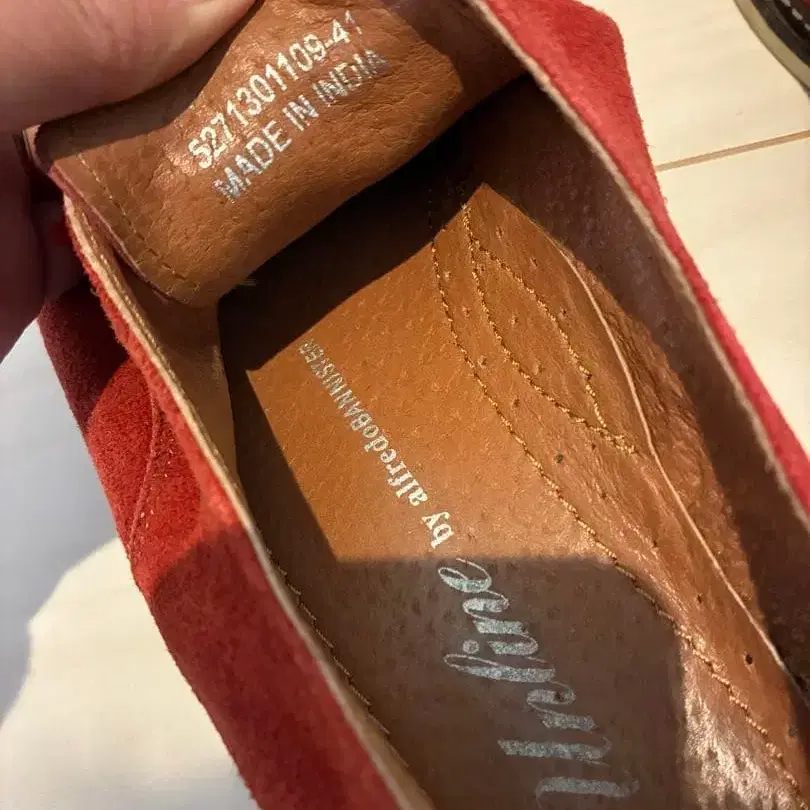 5271301109-41
MADE IN INDIA
by alfredoBANNISTER